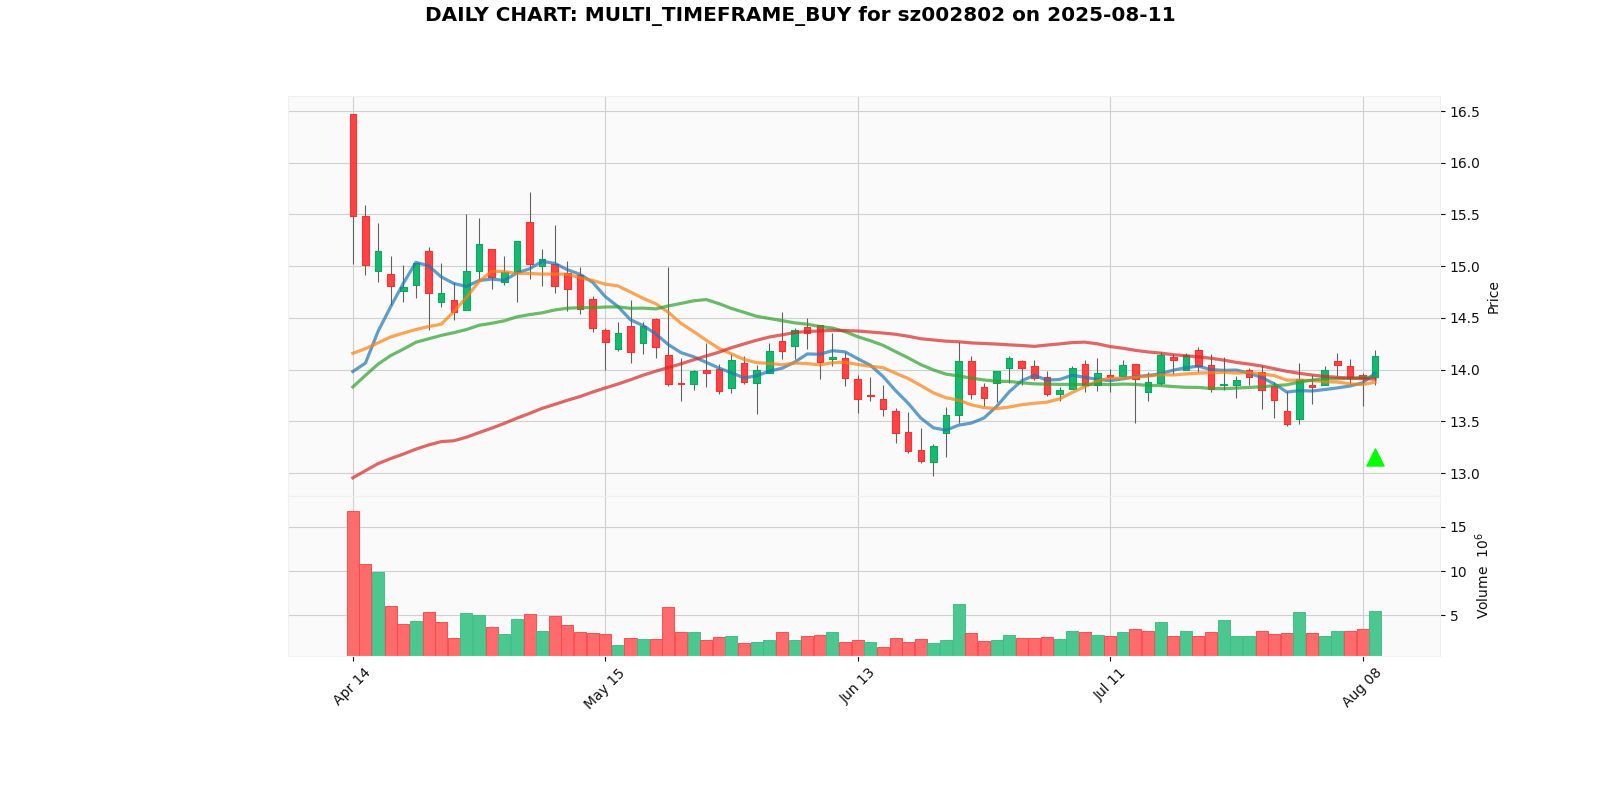 DAILY CHART: MULTI_TIMEFRAME_BUY for sz002802 on 2025-08-11
16.5
16.0
15.5
15.0
14.5
14.0
13.5
13.0
Price
15
10
5
Volume 10^6
Apr 14
May 15
Jun 13
Jul 11
Aug 08